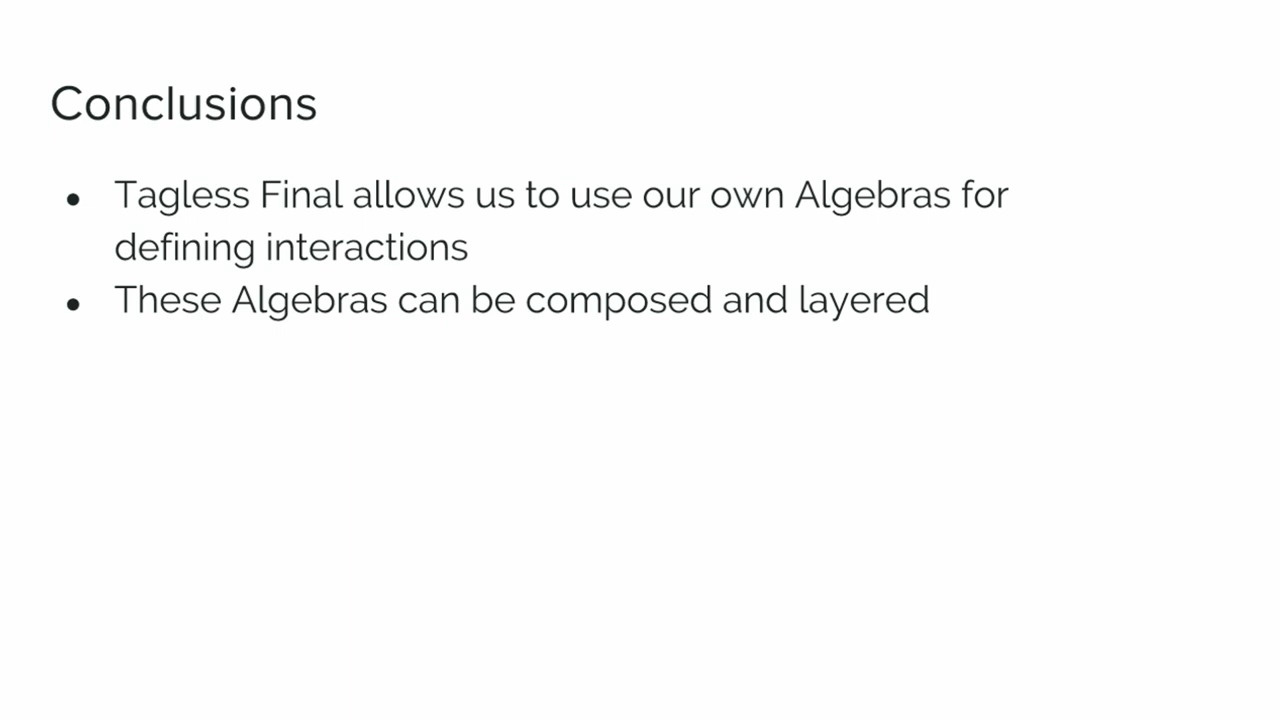 Conclusions
● Tagless Final allows us to use our own Algebras for
defining interactions
● These Algebras can be composed and layered